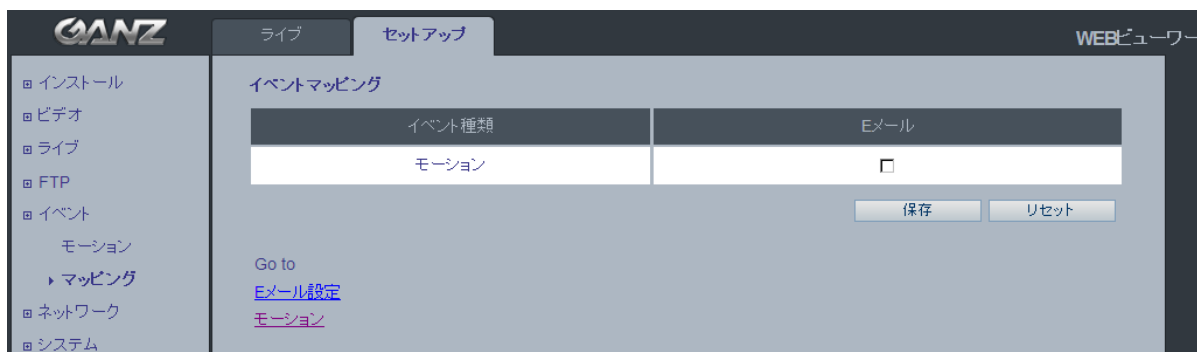 GANZ
ライブ
セットアップ
WEBビューワー
インストール
ビデオ
ライブ
FTP
イベント
モーション
マッピング
ネットワーク
システム
イベントマッピング
イベント種類 Eメール
モーション
保存 リセット
Go to
Eメール設定
モーション